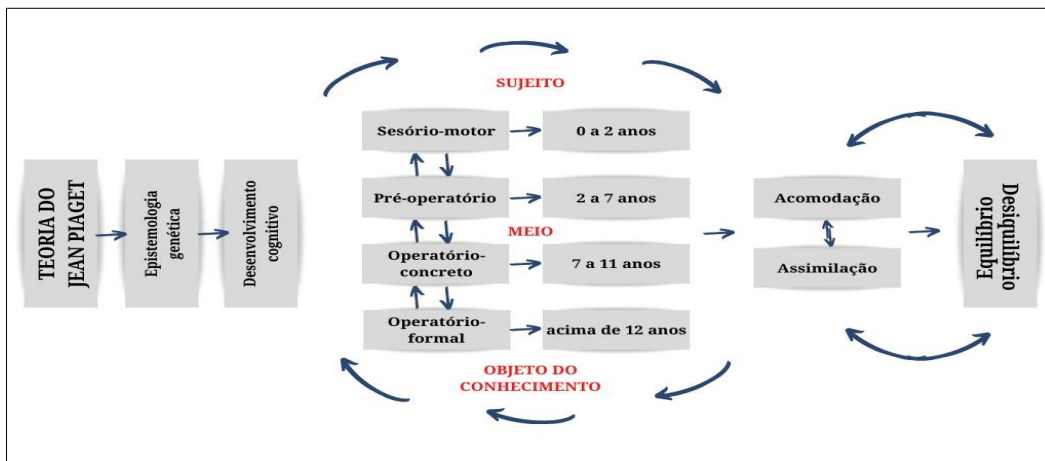 TEORIA DO
JEAN PIAGET
Epistemologia
genética
Desenvolvimento
cognitivo
SUJEITO
Sesório-motor
0 a 2 anos
Pré-operatório
2 a 7 anos
MEIO
Operatório-
concreto
7 a 11 anos
Operatório-
formal
acima de 12 anos
OBJETO DO
CONHECIMENTO
Acomodação
Assimilação
Equilíbrio
Desiquilíbrio